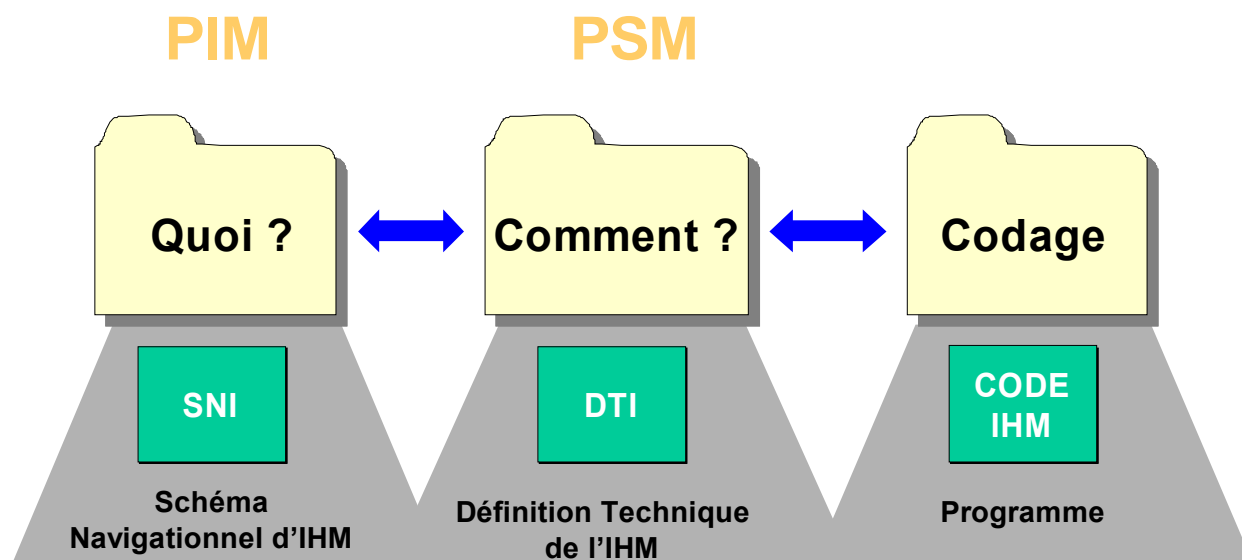 PIM
PSM
Quoi ?
Comment ?
Codage
SNI
DTI
CODE
IHM
Schéma
Navigationnel d'IHM
Définition Technique
de l'IHM
Programme